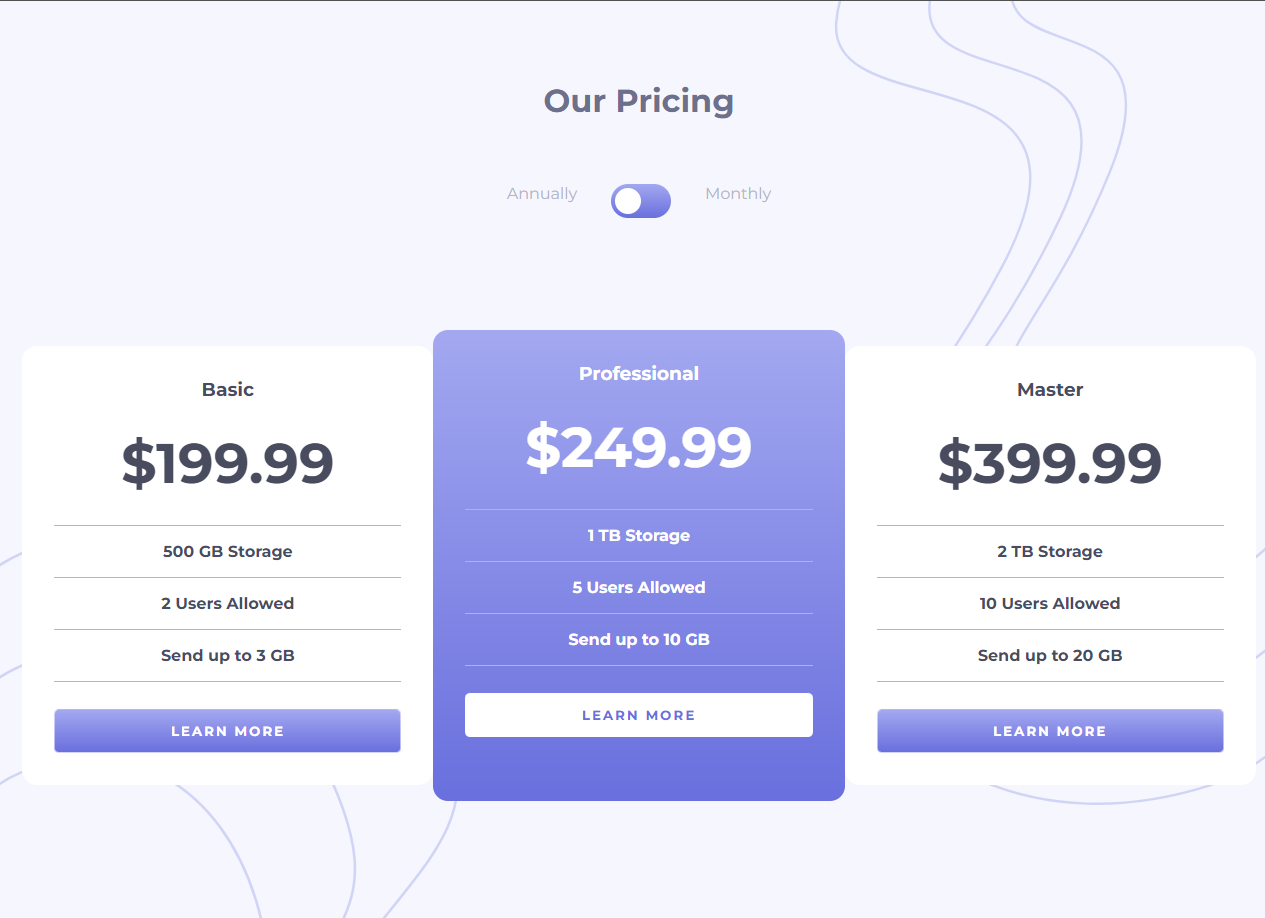 Our Pricing
Annually
Monthly
Basic
$199.99
500 GB Storage
2 Users Allowed
Send up to 3 GB
LEARN MORE
Professional
$249.99
1 TB Storage
5 Users Allowed
Send up to 10 GB
LEARN MORE
Master
$399.99
2 TB Storage
10 Users Allowed
Send up to 20 GB
LEARN MORE